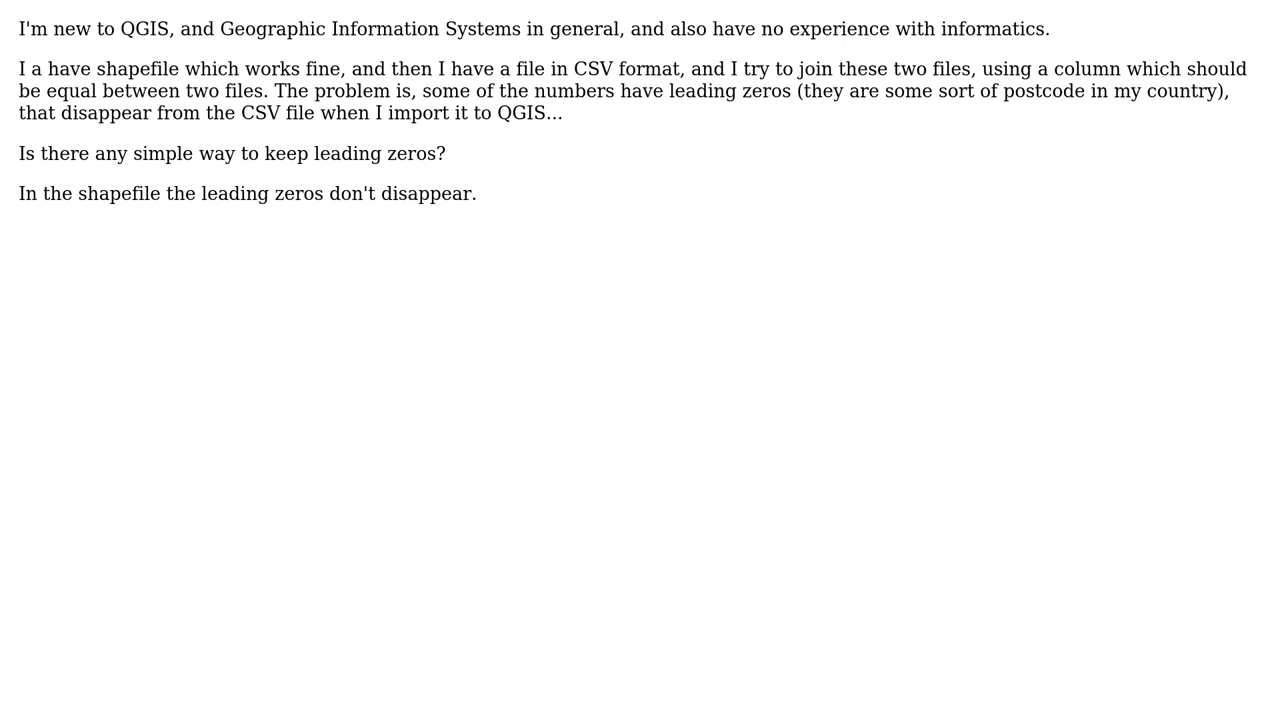 I'm new to QGIS, and Geographic Information Systems in general, and also have no experience with informatics.
I a have shapefile which works fine, and then I have a file in CSV format, and I try to join these two files, using a column which should
be equal between two files. The problem is, some of the numbers have leading zeros (they are some sort of postcode in my country),
that disappear from the CSV file when I import it to QGIS...
Is there any simple way to keep leading zeros?
In the shapefile the leading zeros don't disappear.